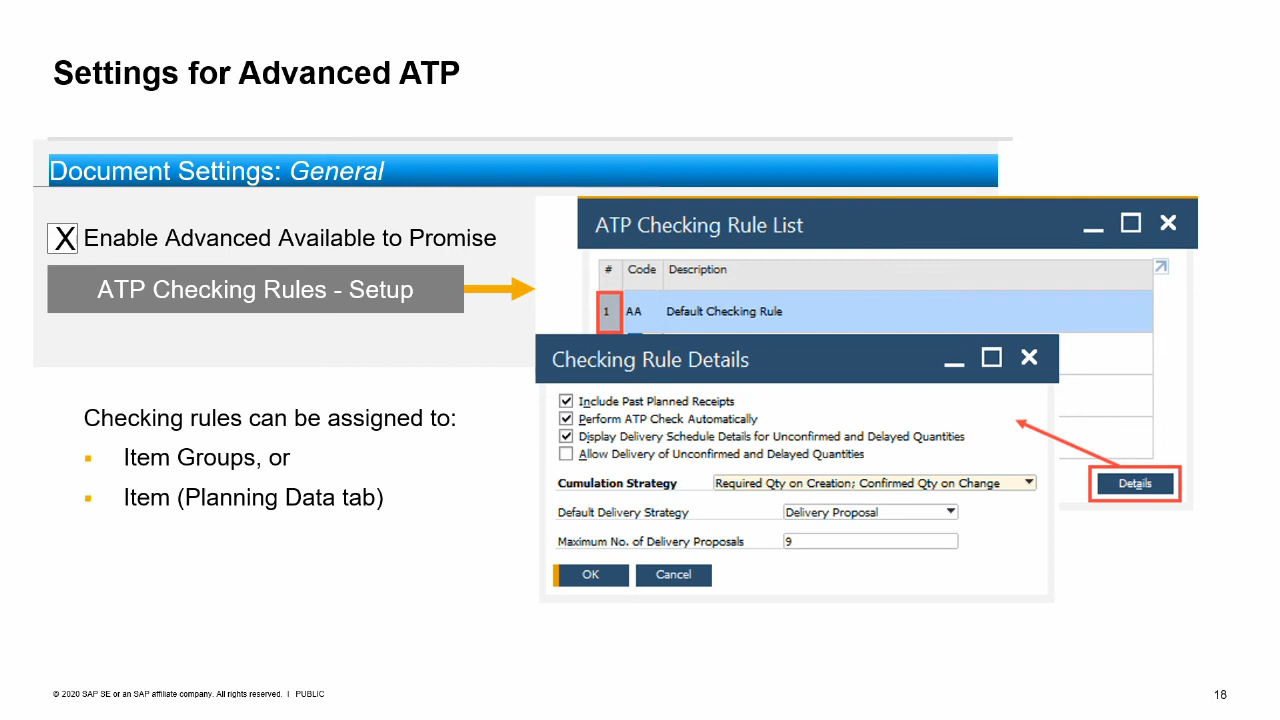 Settings for Advanced ATP
Document Settings: General
X Enable Advanced Available to Promise
ATP Checking Rules - Setup
Checking rules can be assigned to:
▪ Item Groups, or
▪ Item (Planning Data tab)
ATP Checking Rule List
# Code Description
1 AA Default Checking Rule
Checking Rule Details
Include Past Planned Receipts
Perform ATP Check Automatically
Display Delivery Schedule Details for Unconfirmed and Delayed Quantities
Allow Delivery of Unconfirmed and Delayed Quantities
Cumulation Strategy Required Qty on Creation; Confirmed Qty on Change
Default Delivery Strategy Delivery Proposal
Maximum No. of Delivery Proposals 9
OK Cancel
Details
© 2020 SAP SE or an SAP affiliate company. All rights reserved. I PUBLIC
18